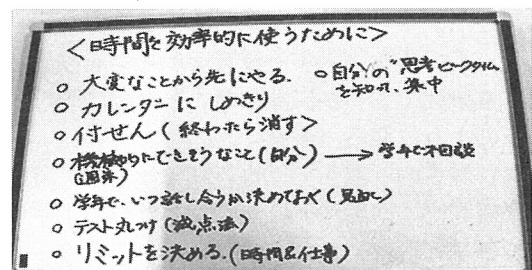 ＜時間を効率的に使うために＞
○ 大変なことから先にやる.
○ 自分の"思考ピークタイム
を知って、集中
○ カレンダーに しめきり
○ 付せん(終わったら消す>
○ 機械的にできそうなこと(自分) → 学年で相談
○ 学年で、いつ話し合うか決めておく(見通し)
○ テスト丸つけ(減点法)
○ リミットを決める.(時間&仕事)